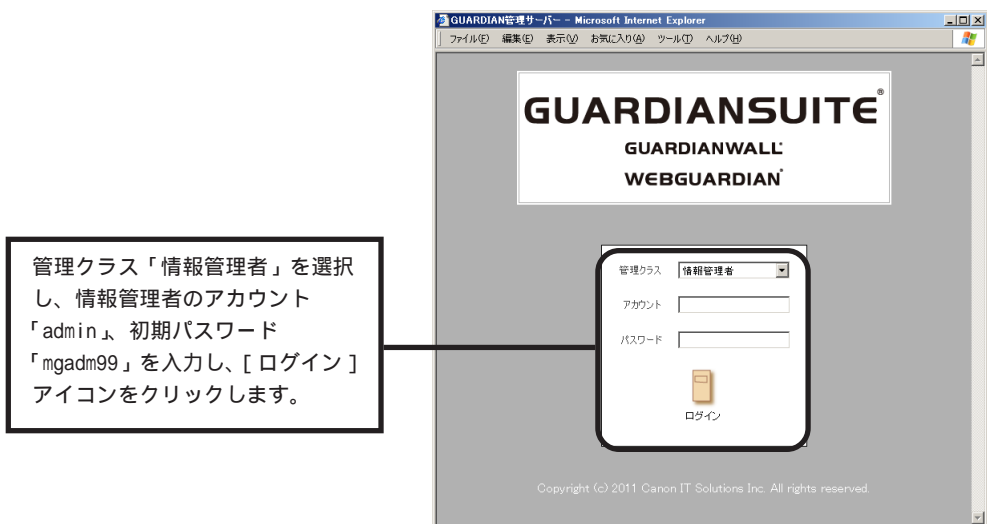 GUARDIAN管理サーバー - Microsoft Internet Explorer
ファイル(F) 編集(E) 表示(V) お気に入り(A) ツール(T) ヘルプ(H)
GUARDIANSUITE®
GUARDIANWALL
WEBGUARDIAN
管理クラス「情報管理者」を選択
し、情報管理者のアカウント
「admin」、初期パスワード
「mgadm99」を入力し、[ログイン]
アイコンをクリックします。
管理クラス 情報管理者
アカウント
パスワード
ログイン
Copyright (c) 2011 Canon IT Solutions Inc. All rights reserved.